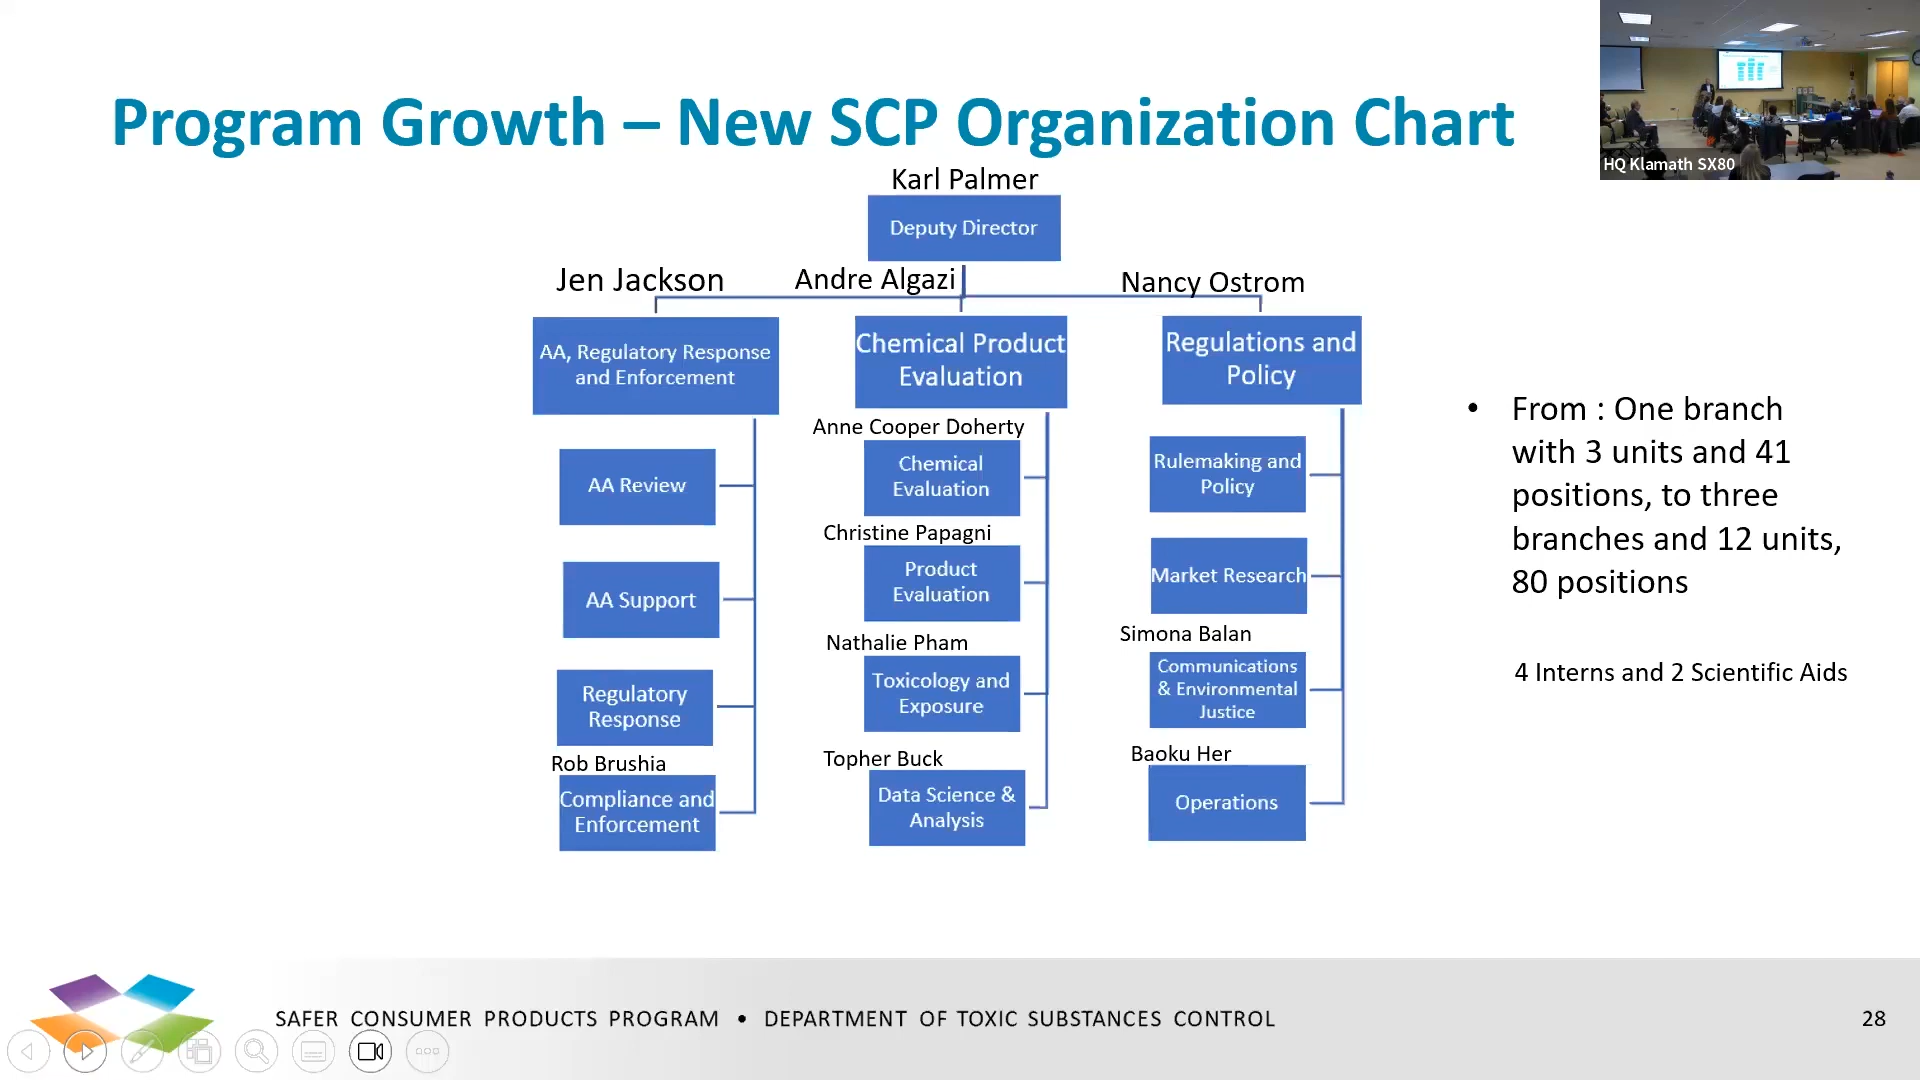 Program Growth – New SCP Organization Chart
HQ Klamath SX80
Karl Palmer
Deputy Director
Jen Jackson
Andre Algazi
Nancy Ostrom
AA, Regulatory Response
and Enforcement
AA Review
AA Support
Regulatory
Response
Rob Brushia
Compliance and
Enforcement
Chemical Product
Evaluation
Anne Cooper Doherty
Chemical
Evaluation
Christine Papagni
Product
Evaluation
Nathalie Pham
Toxicology and
Exposure
Topher Buck
Data Science &
Analysis
Regulations and
Policy
Rulemaking and
Policy
Market Research
Simona Balan
Communications
& Environmental
Justice
Baoku Her
Operations
• From : One branch
with 3 units and 41
positions, to three
branches and 12 units,
80 positions
4 Interns and 2 Scientific Aids
SAFER CONSUMER PRODUCTS PROGRAM • DEPARTMENT OF TOXIC SUBSTANCES CONTROL
28